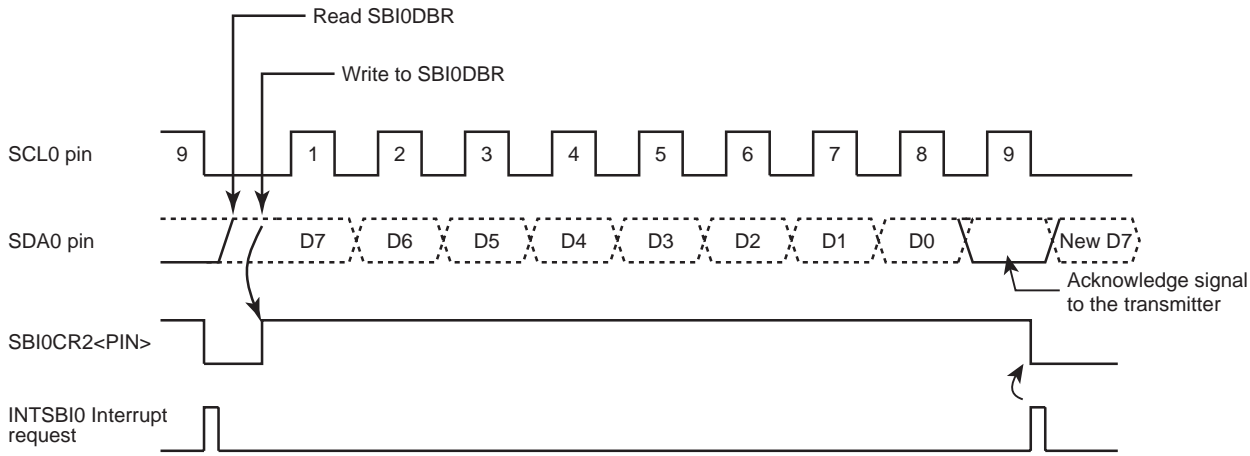 Read SBI0DBR
Write to SBI0DBR
SCL0 pin
9 1 2 3 4 5 6 7 8 9
SDA0 pin
D7 D6 D5 D4 D3 D2 D1 D0 New D7
Acknowledge signal
to the transmitter
SBI0CR2<PIN>
INTSBI0 Interrupt
request